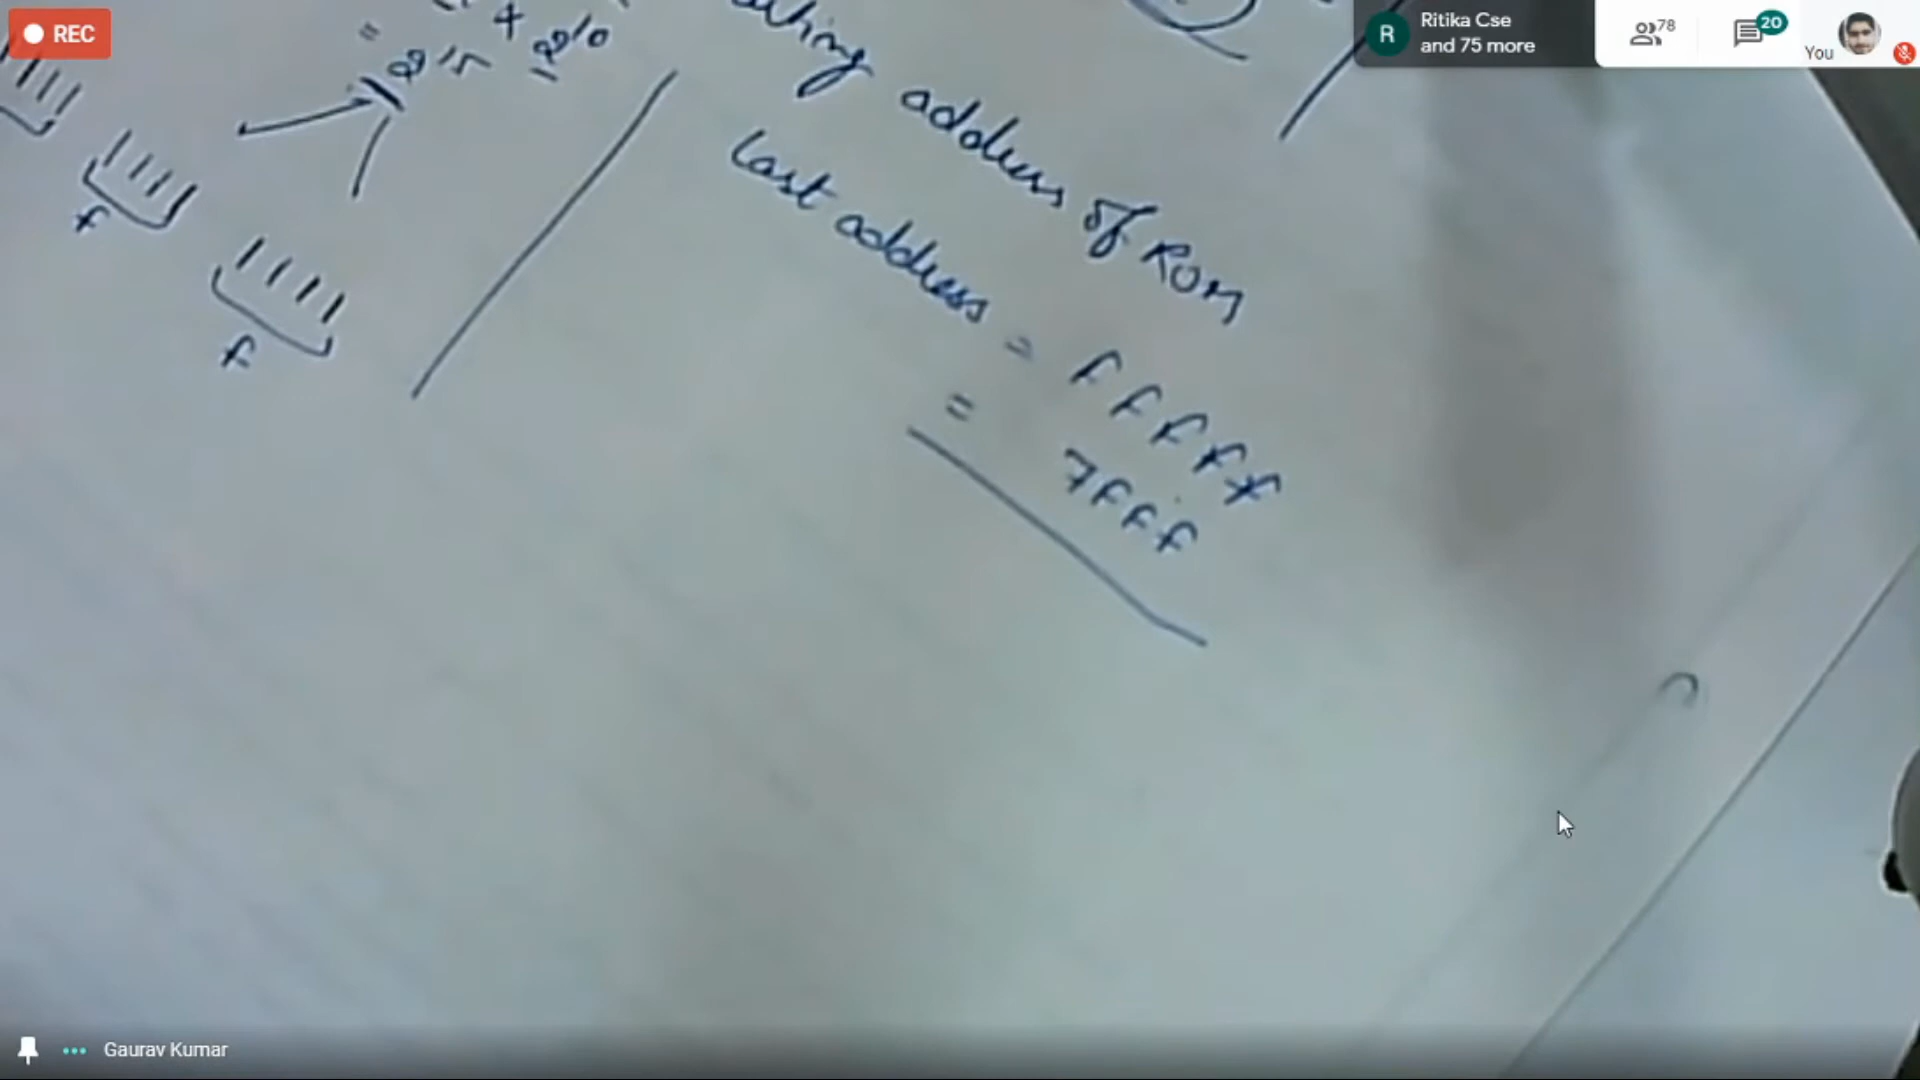 REC
Ritika Cse
and 75 more
R
78
20
You
× 2^10
= 2^15
f
f
address of ROM
Last address = fffff
= 7fff
Gaurav Kumar